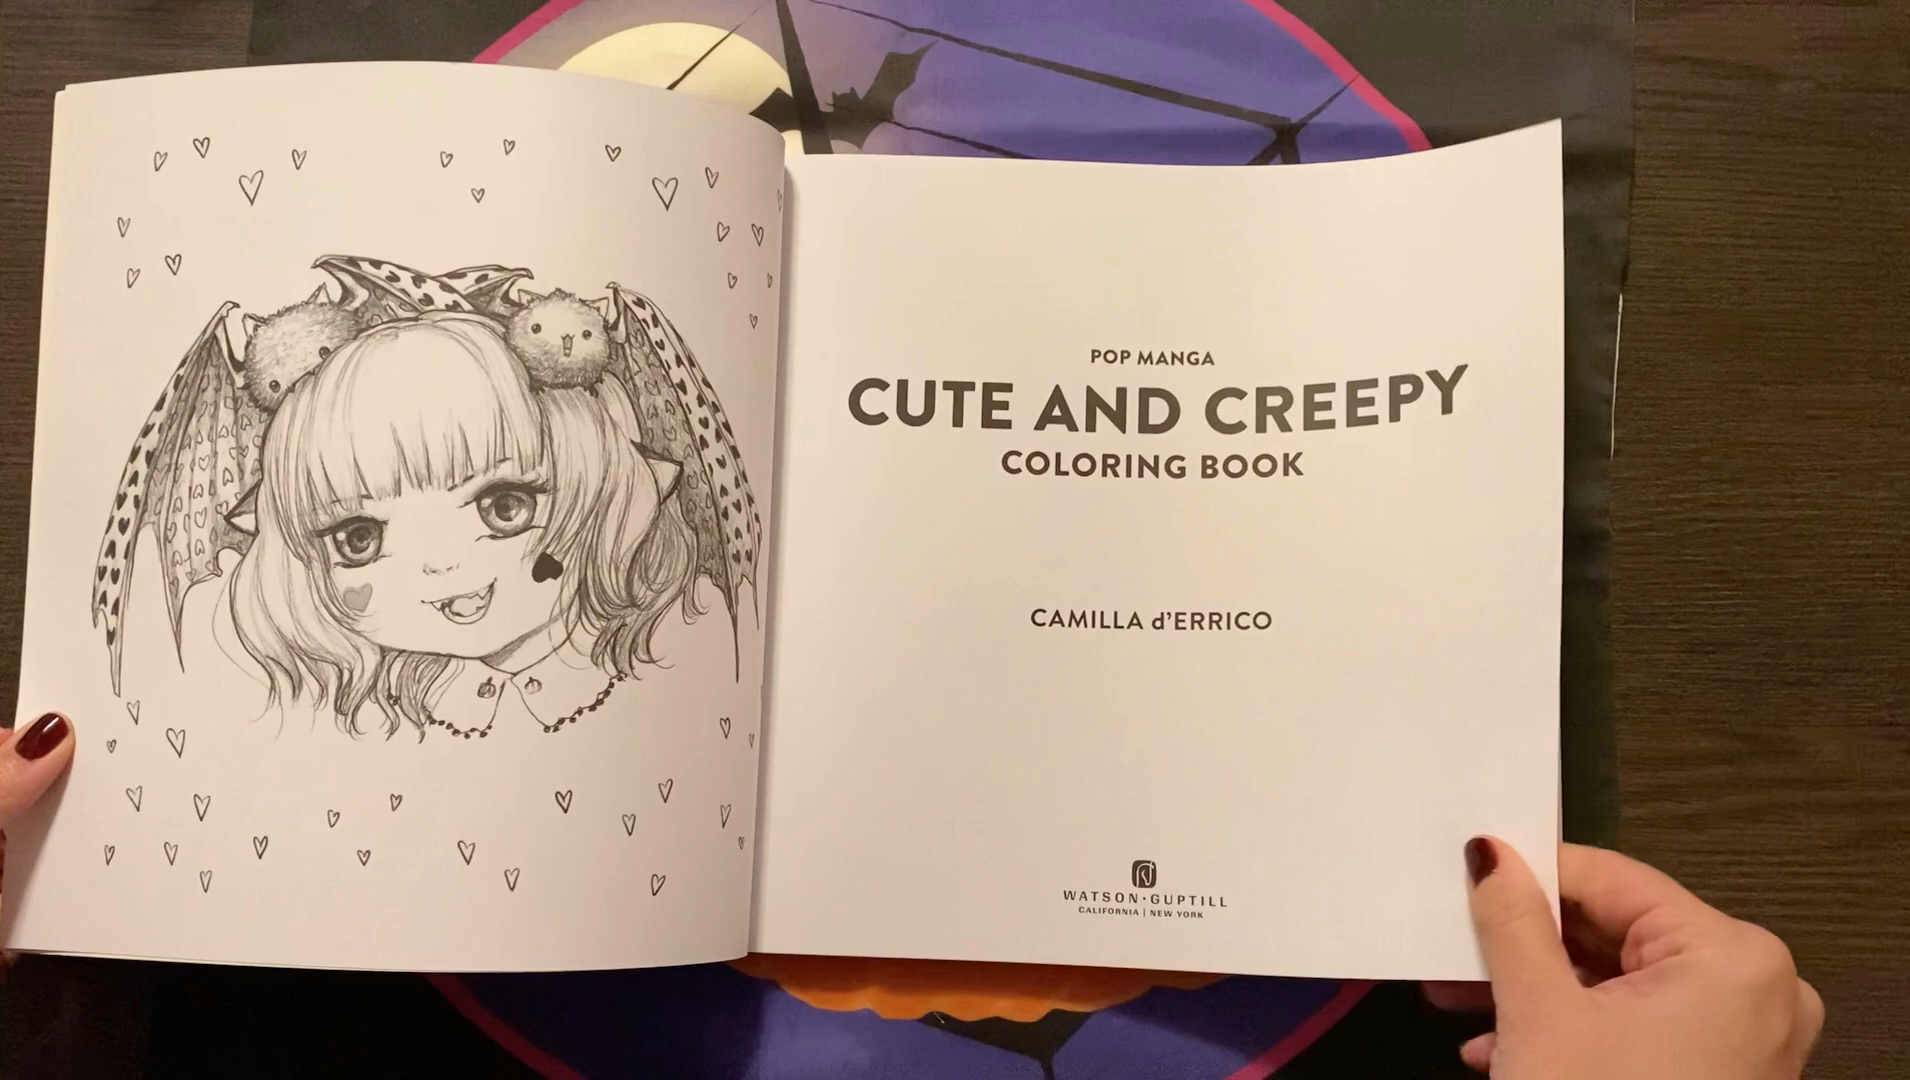 POP MANGA
CUTE AND CREEPY
COLORING BOOK
CAMILLA d'ERRICO
WATSON·GUPTILL
CALIFORNIA | NEW YORK